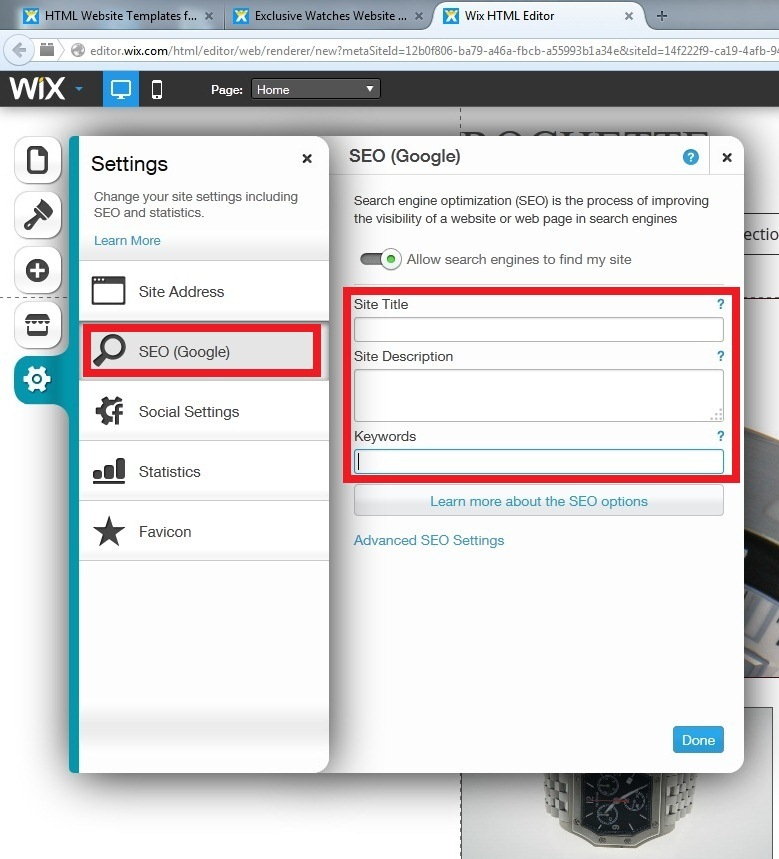 HTML Website Templates f...
Exclusive Watches Website ...
Wix HTML Editor
editor.wix.com/html/editor/web/renderer/new?metaSiteId=12b0f806-ba79-a46a-fbcb-a55993b1a34e&siteId=14f222f9-ca19-4afb-94
WiX
Page:
Home
Settings
Change your site settings including
SEO and statistics.
Learn More
Site Address
SEO (Google)
Social Settings
Statistics
Favicon
SEO (Google)
?
Search engine optimization (SEO) is the process of improving
the visibility of a website or web page in search engines
Allow search engines to find my site
Site Title
?
Site Description
?
Keywords
?
Learn more about the SEO options
Advanced SEO Settings
Done
ectio